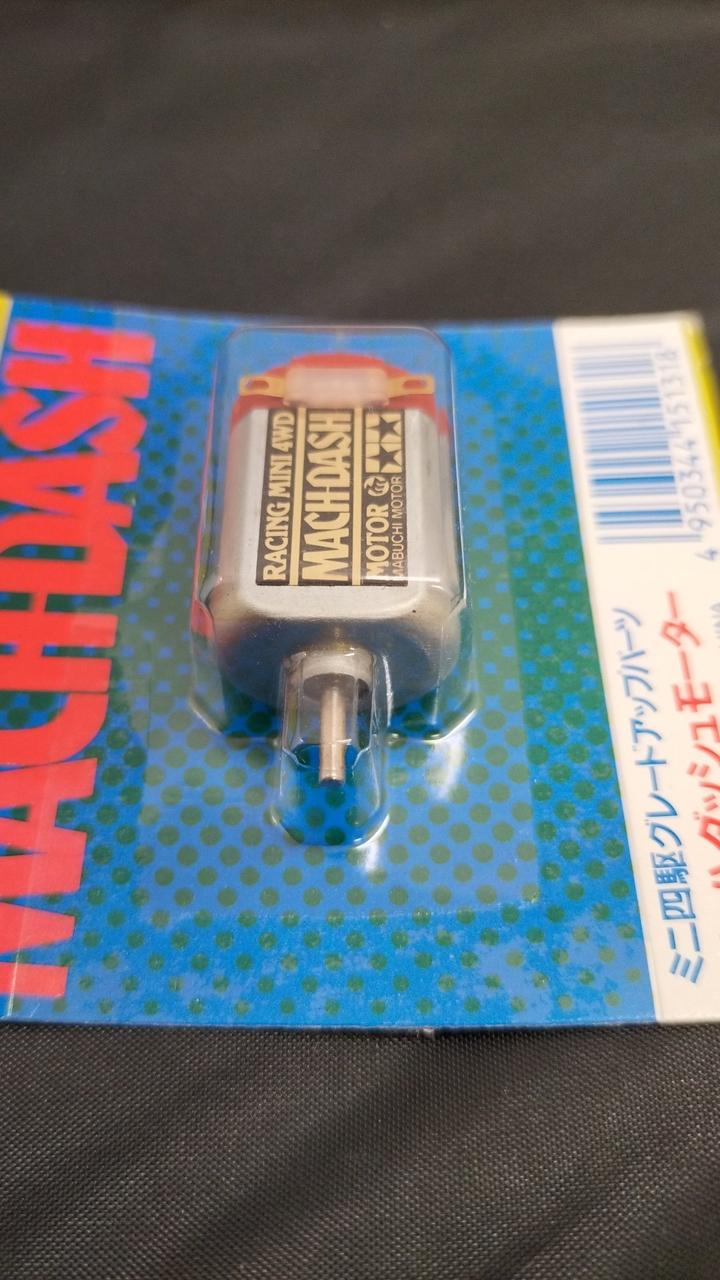 MACH DASH
RACING MINI 4WD
MACH DASH
MOTOR
MABUCHI MOTOR
4 950344 151318
ミニ四駆グレードアップパーツ
ハダッシュモーター